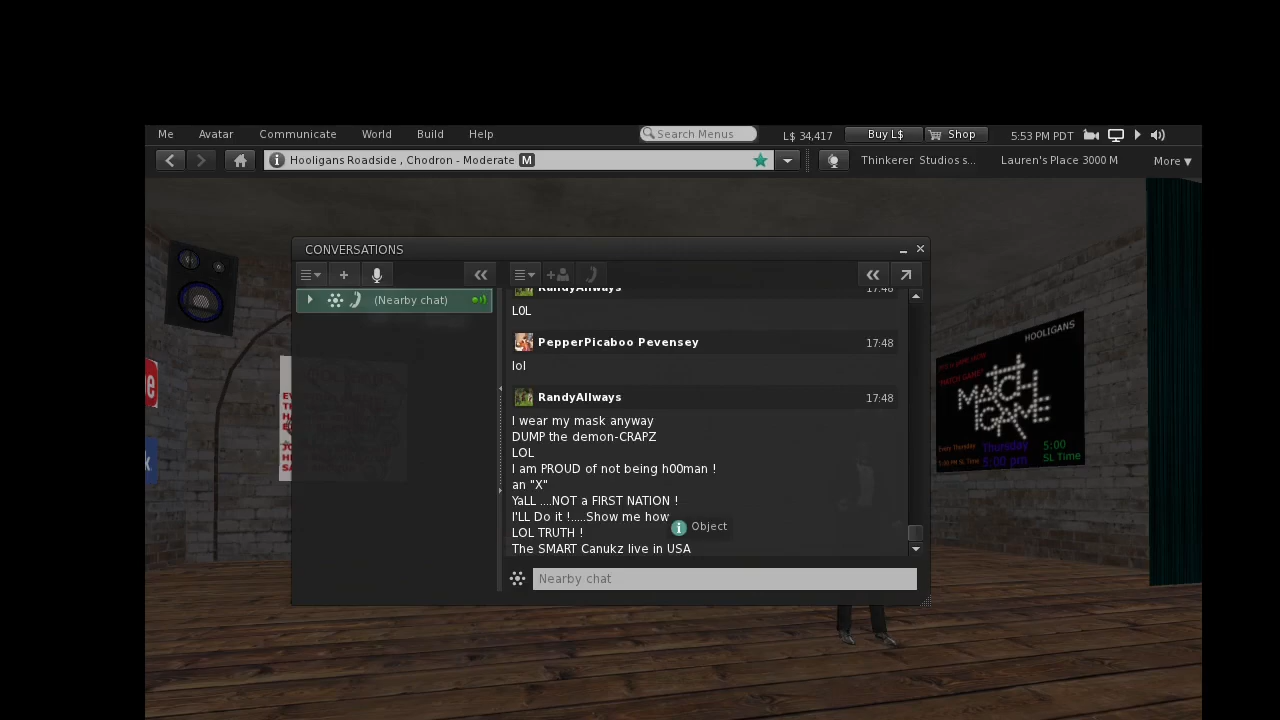 Me Avatar Communicate World Build Help Search Menus L$ 34,417 Buy L$ Shop 5:53 PM PDT
Hooligans Roadside , Chodron - Moderate M Thinkerer Studios s... Lauren's Place 3000 M More
CONVERSATIONS
(Nearby chat)
RandyAllways 17:48
LOL
PepperPicaboo Pevensey 17:48
lol
RandyAllways 17:48
I wear my mask anyway
DUMP the demon-CRAPZ
LOL
I am PROUD of not being h00man !
an "X"
YaLL ....NOT a FIRST NATION !
I'LL Do it !.....Show me how
LOL TRUTH !
The SMART Canukz live in USA
Object
Nearby chat
HOOLIGANS
MATCH
GAME
Thursday 5:00
5:00 pm SL Time